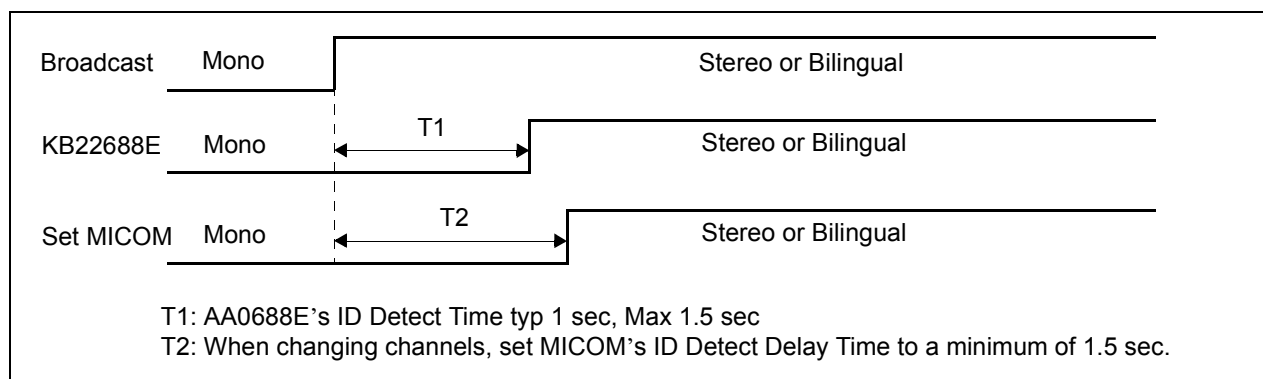 Broadcast Mono Stereo or Bilingual
KB22688E Mono T1 Stereo or Bilingual
Set MICOM Mono T2 Stereo or Bilingual
T1: AA0688E’s ID Detect Time typ 1 sec, Max 1.5 sec
T2: When changing channels, set MICOM’s ID Detect Delay Time to a minimum of 1.5 sec.